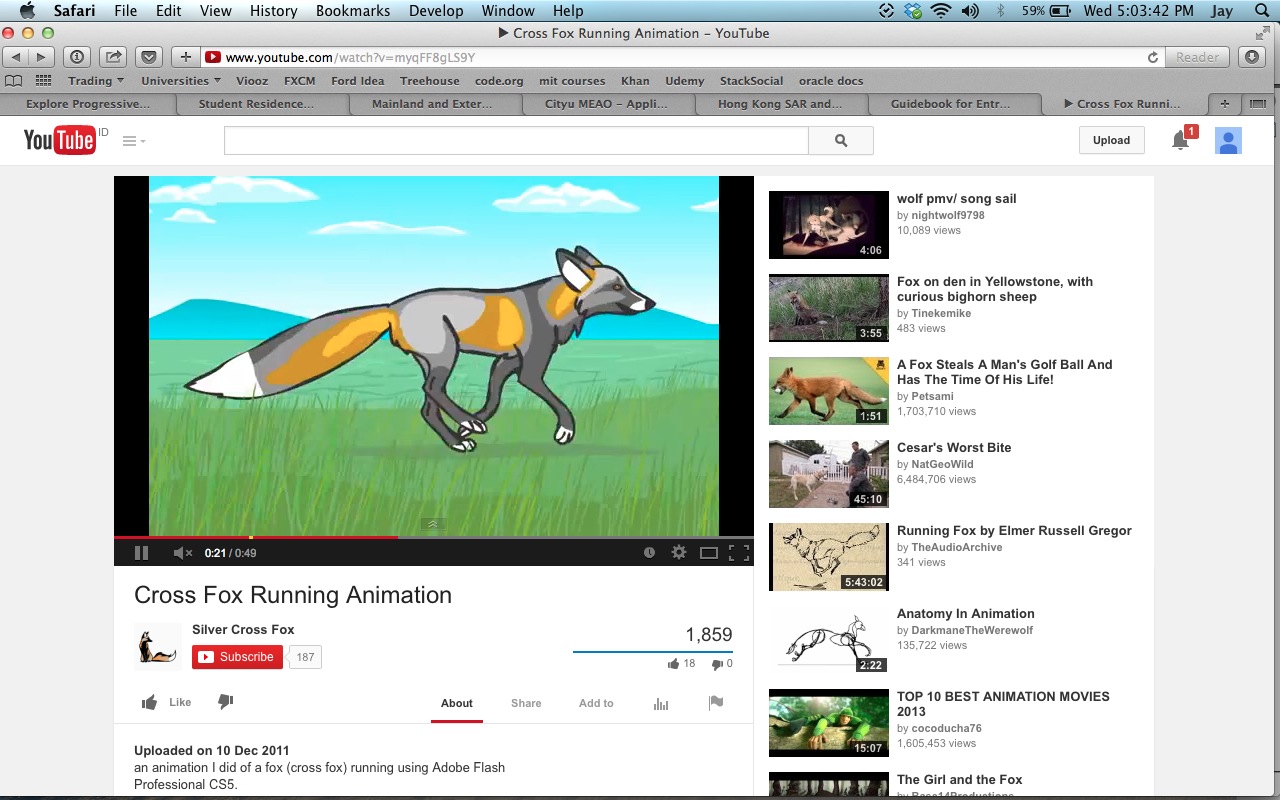 Safari File Edit View History Bookmarks Develop Window Help 59% Wed 5:03:42 PM Jay
▶ Cross Fox Running Animation – YouTube
www.youtube.com/watch?v=myqFF8gLS9Y Reader
Trading Universities Viooz FXCM Ford Idea Treehouse code.org mit courses Khan Udemy StackSocial oracle docs
Explore Progressive... Student Residence... Mainland and Exter... Cityu MEAO – Appli... Hong Kong SAR and... Guidebook for Entr... ▶ Cross Fox Runni...
YouTube ID Upload 1
0:21 / 0:49
Cross Fox Running Animation
Silver Cross Fox
Subscribe 187
1,859
18 0
Like About Share Add to
Uploaded on 10 Dec 2011
an animation I did of a fox (cross fox) running using Adobe Flash
Professional CS5.
4:06
wolf pmv/ song sail
by nightwolf9798
10,089 views
3:55
Fox on den in Yellowstone, with
curious bighorn sheep
by Tinekemike
483 views
1:51
A Fox Steals A Man's Golf Ball And
Has The Time Of His Life!
by Petsami
1,703,710 views
45:10
Cesar's Worst Bite
by NatGeoWild
6,484,706 views
5:43:02
Running Fox by Elmer Russell Gregor
by TheAudioArchive
341 views
2:22
Anatomy In Animation
by DarkmaneTheWerewolf
135,722 views
15:07
TOP 10 BEST ANIMATION MOVIES
2013
by cocoducha76
1,605,453 views
The Girl and the Fox
by Base14Productions